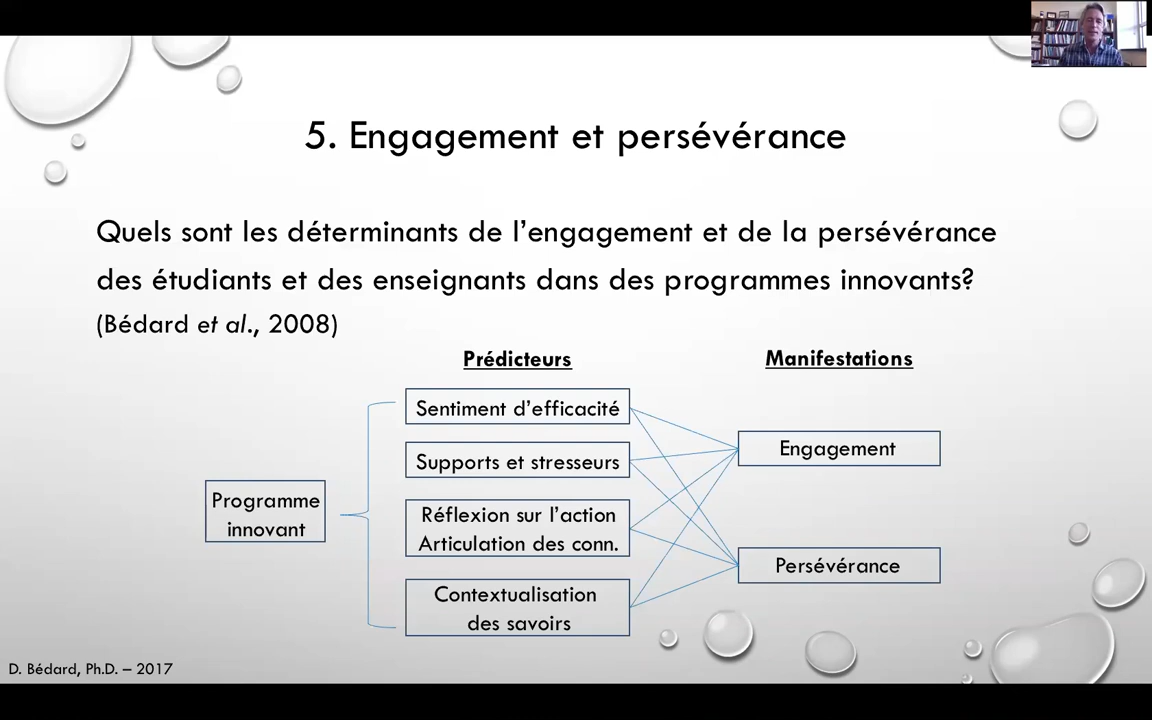 5. Engagement et persévérance
Quels sont les déterminants de l’engagement et de la persévérance
des étudiants et des enseignants dans des programmes innovants?
(Bédard et al., 2008)
Prédicteurs
Manifestations
Programme
innovant
Sentiment d’efficacité
Supports et stresseurs
Réflexion sur l’action
Articulation des conn.
Contextualisation
des savoirs
Engagement
Persévérance
D. Bédard, Ph.D. – 2017